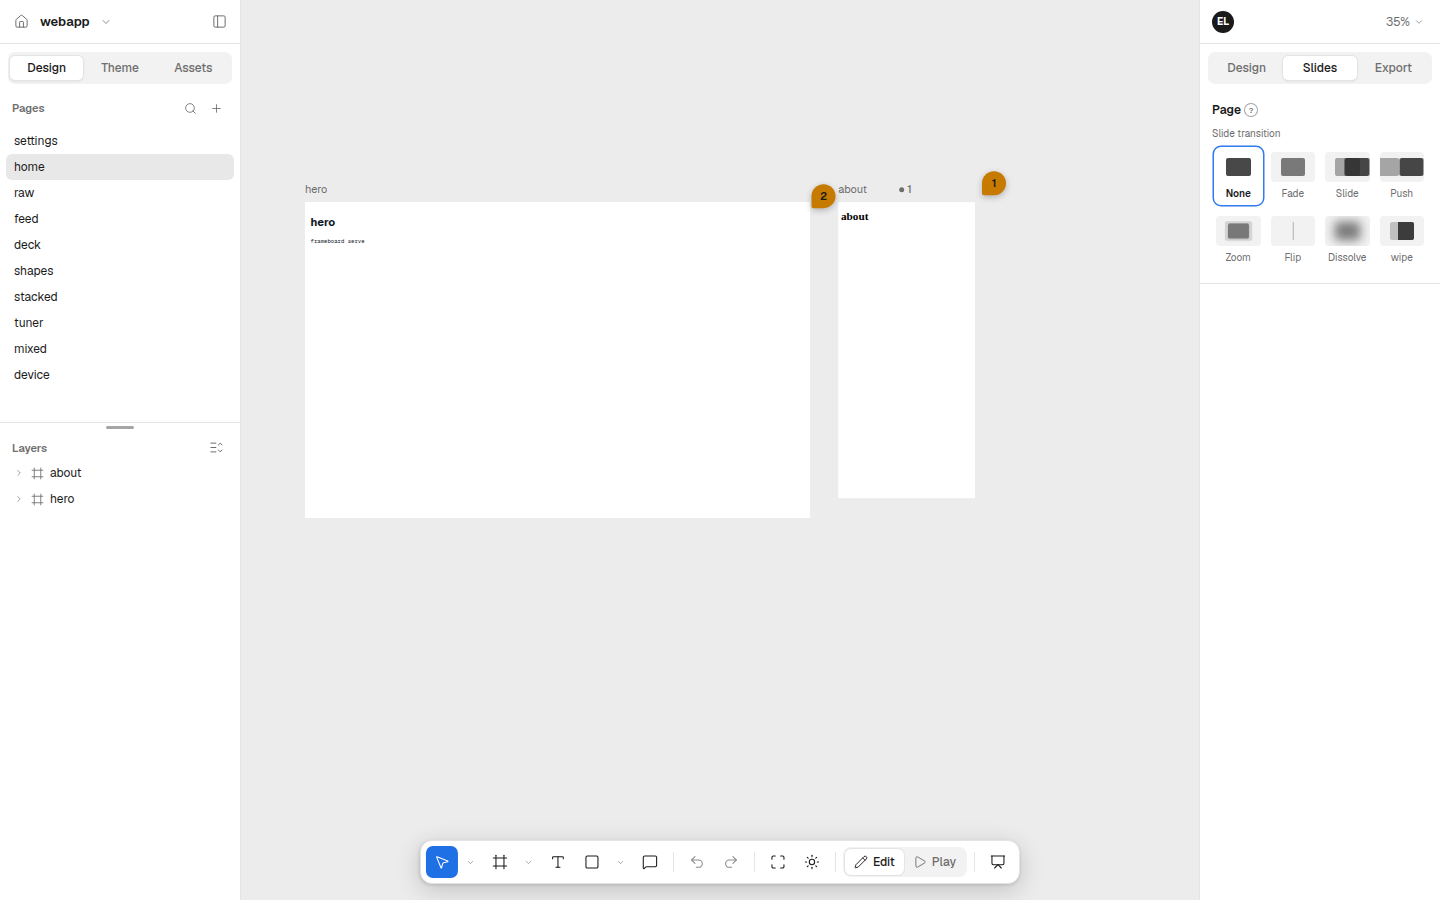 webapp
Design Theme Assets
Pages
settings
home
raw
feed
deck
shapes
stacked
tuner
mixed
device
Layers
about
hero
hero
2
about
1
1
hero
frameboard serve
about
Edit
Play
EL
35%
Design Slides Export
Page ?
Slide transition
None Fade Slide Push
Zoom Flip Dissolve wipe